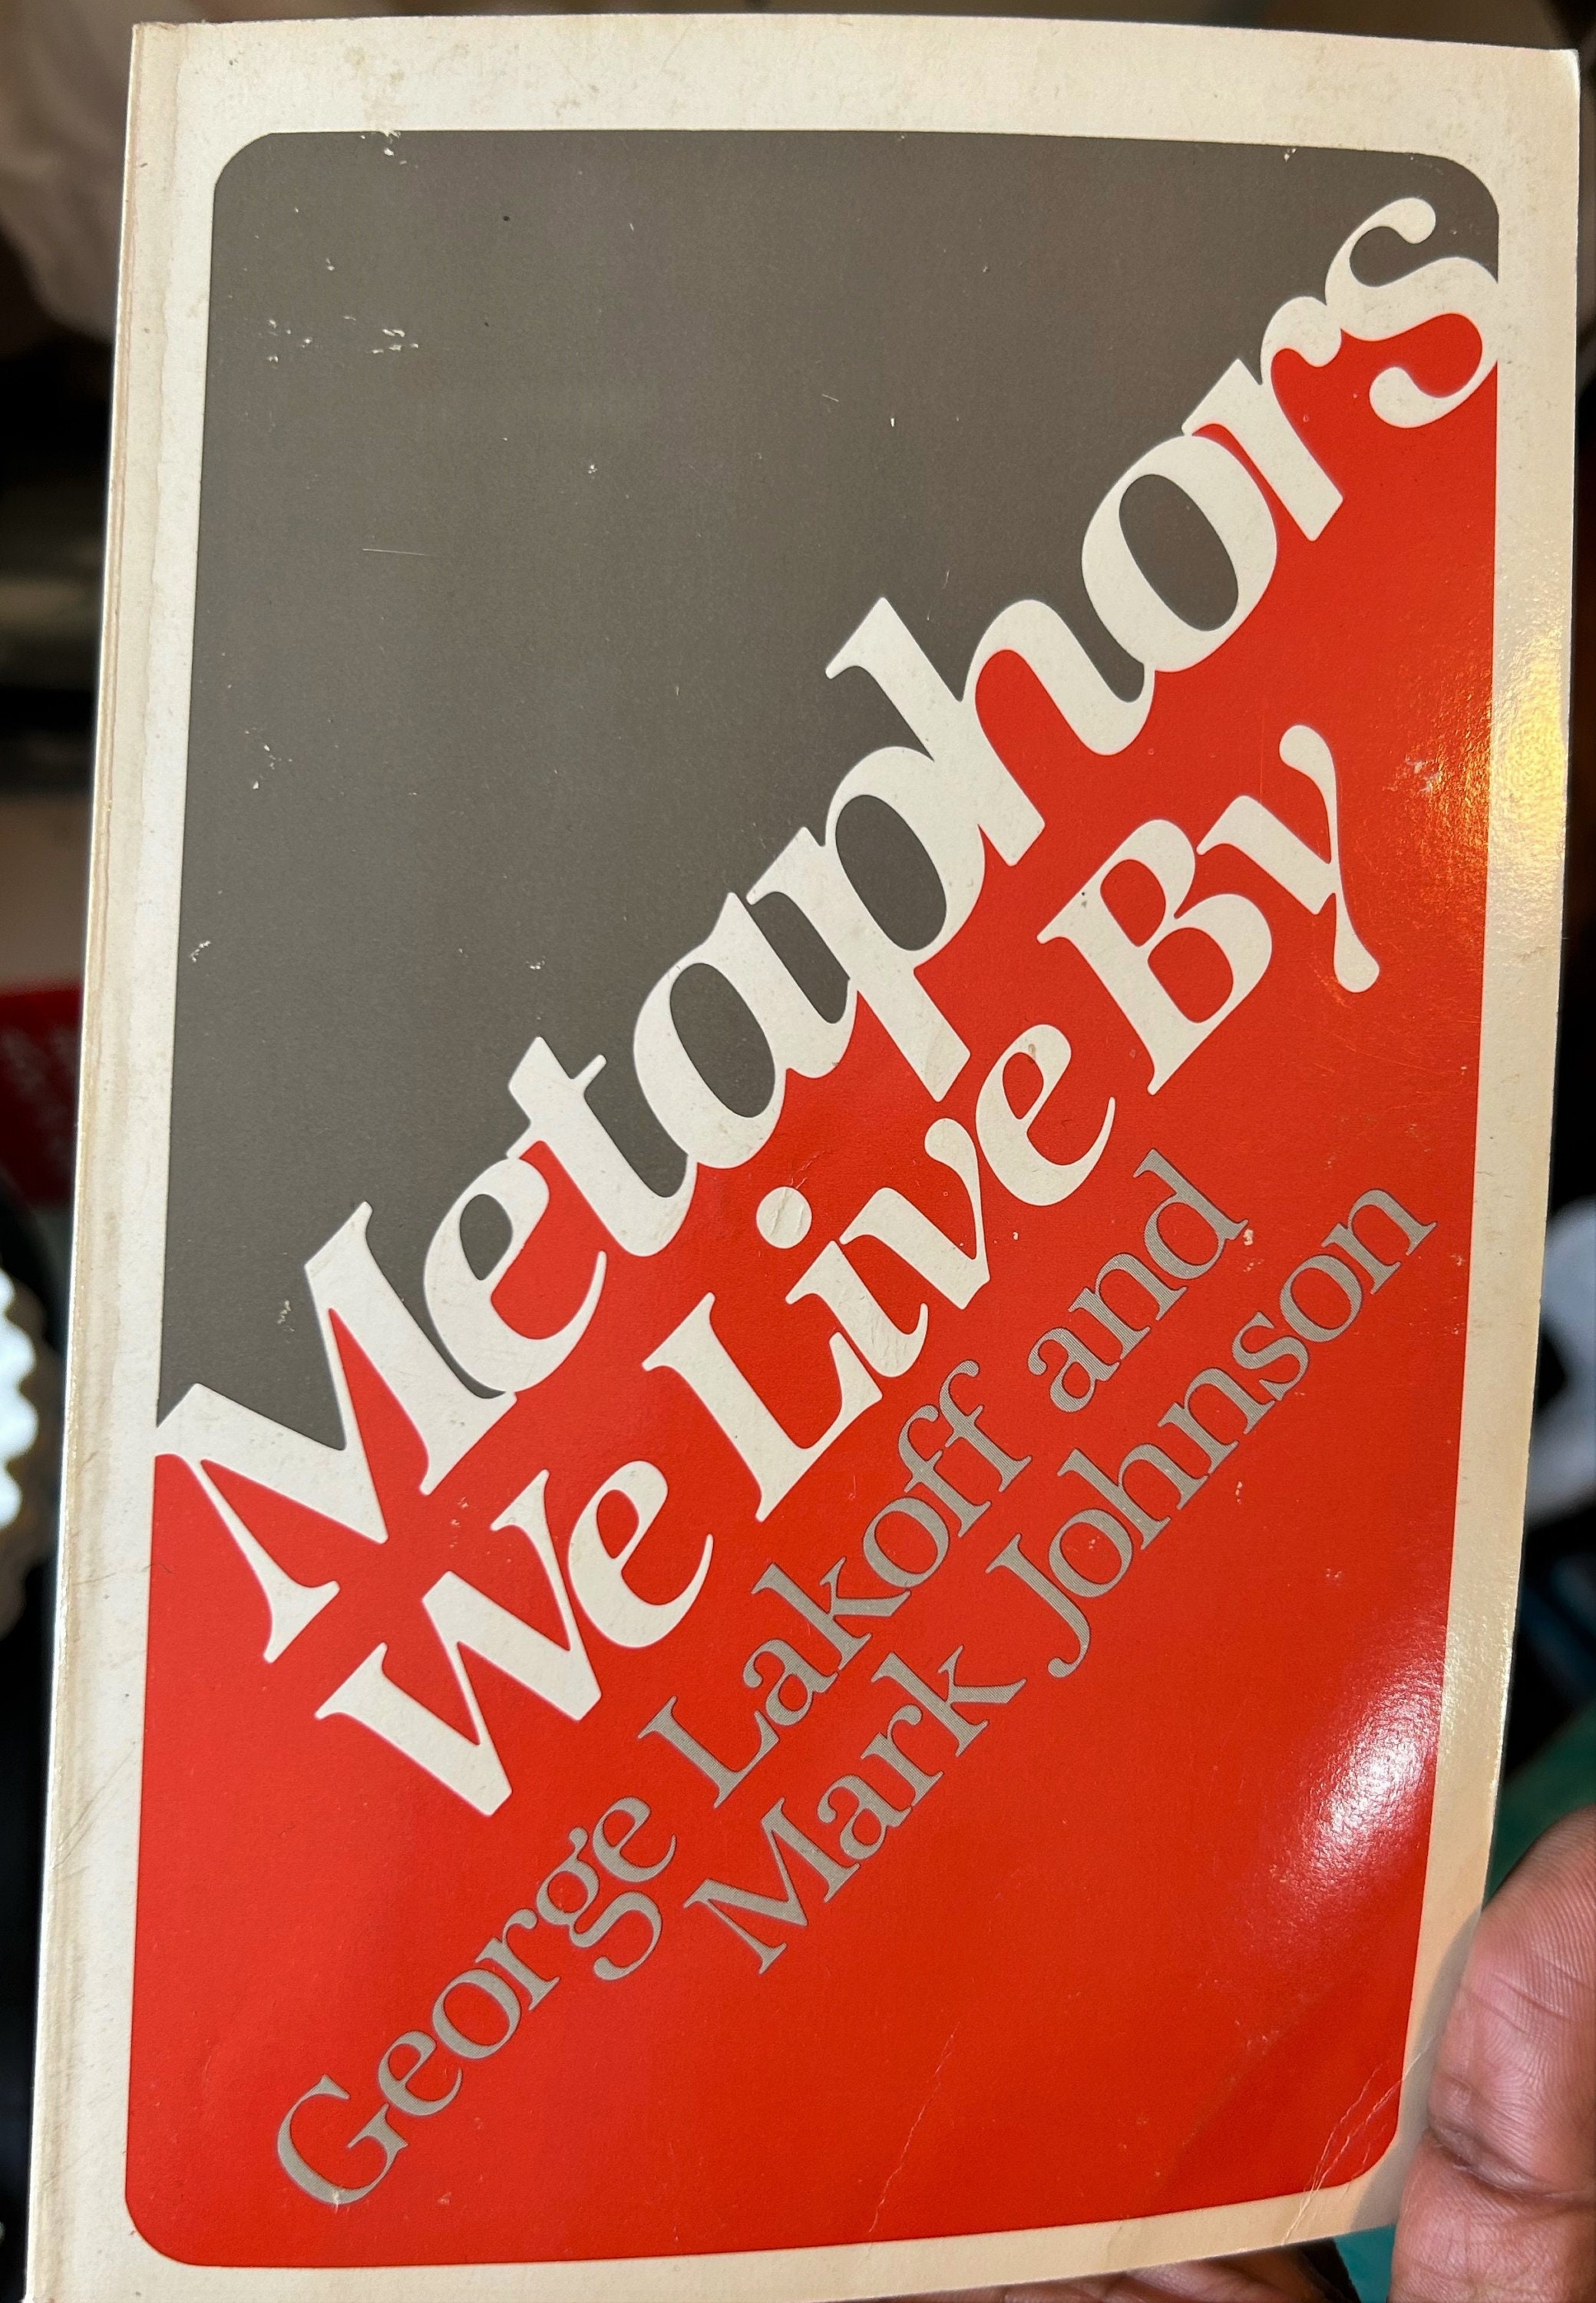 Metaphors
We Live By
George Lakoff and
Mark Johnson